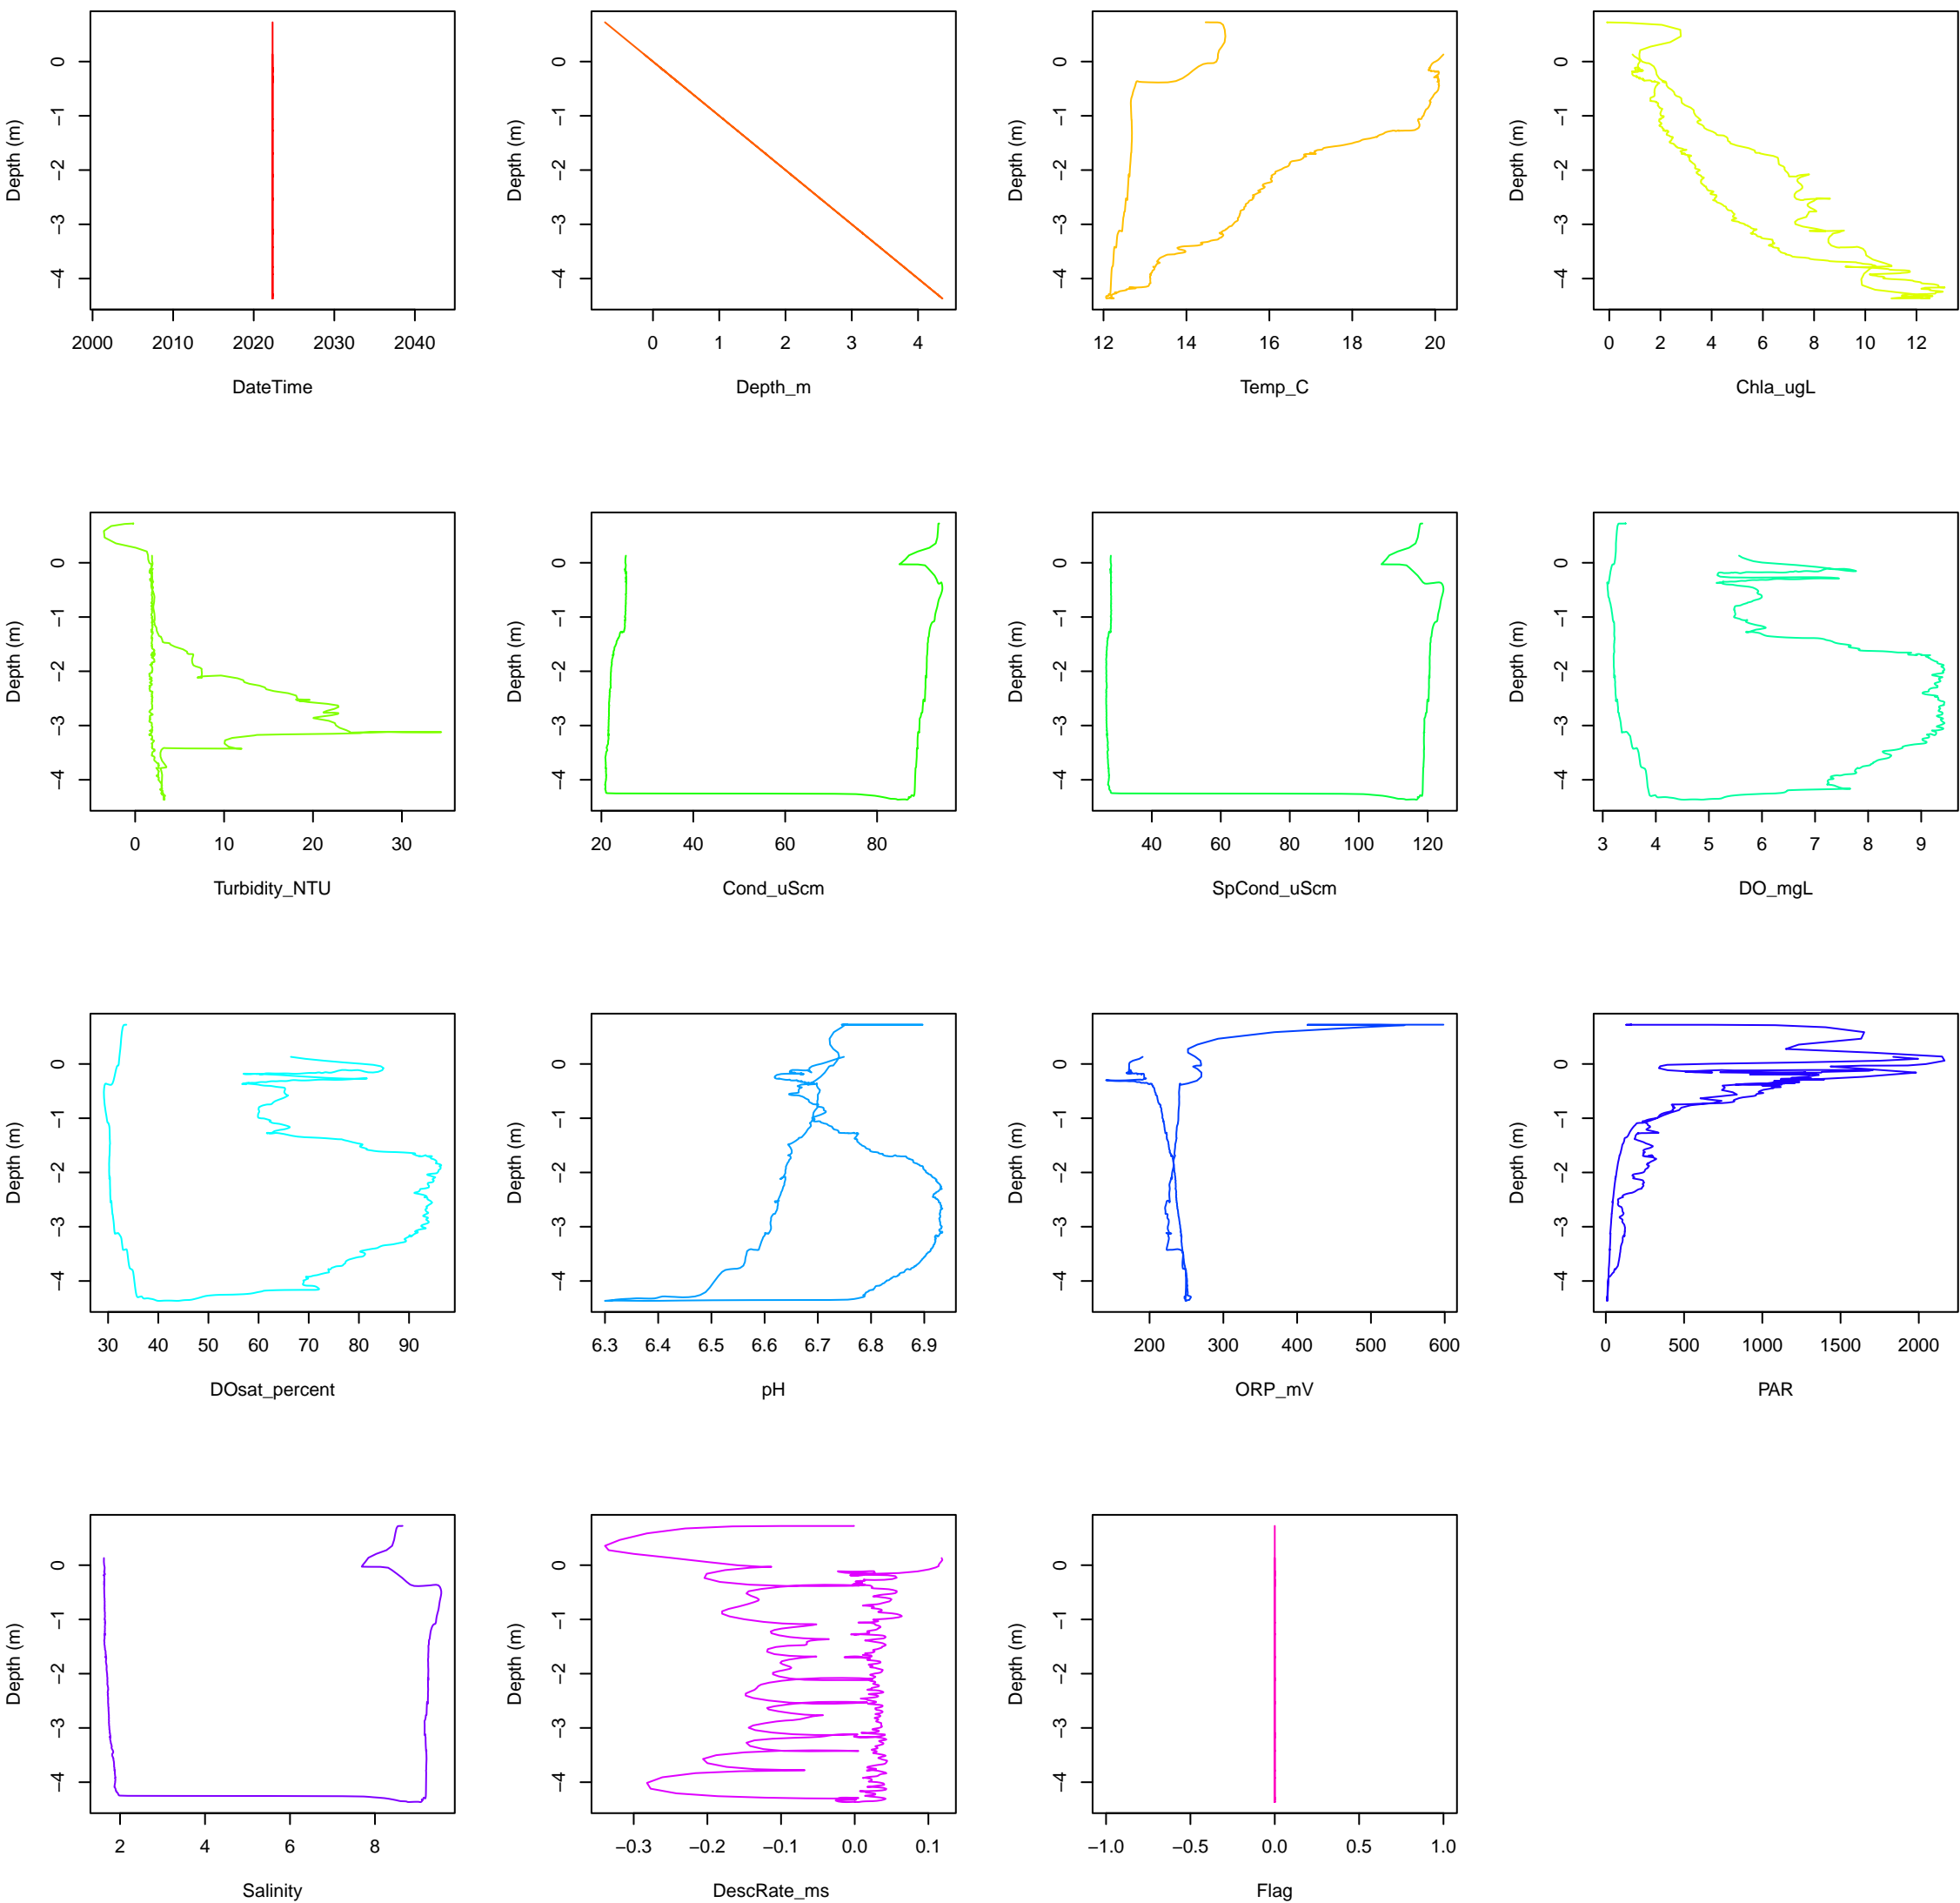 Depth (m)
0
−1
−2
−3
−4
2000 2010 2020 2030 2040
DateTime
Depth (m)
0
−1
−2
−3
−4
0 1 2 3 4
Depth_m
Depth (m)
0
−1
−2
−3
−4
12 14 16 18 20
Temp_C
Depth (m)
0
−1
−2
−3
−4
0 2 4 6 8 10 12
Chla_ugL
Depth (m)
0
−1
−2
−3
−4
0 10 20 30
Turbidity_NTU
Depth (m)
0
−1
−2
−3
−4
20 40 60 80
Cond_uScm
Depth (m)
0
−1
−2
−3
−4
40 60 80 100 120
SpCond_uScm
Depth (m)
0
−1
−2
−3
−4
3 4 5 6 7 8 9
DO_mgL
Depth (m)
0
−1
−2
−3
−4
30 40 50 60 70 80 90
DOsat_percent
Depth (m)
0
−1
−2
−3
−4
6.3 6.4 6.5 6.6 6.7 6.8 6.9
pH
Depth (m)
0
−1
−2
−3
−4
200 300 400 500 600
ORP_mV
Depth (m)
0
−1
−2
−3
−4
0 500 1000 1500 2000
PAR
Depth (m)
0
−1
−2
−3
−4
2 4 6 8
Salinity
Depth (m)
0
−1
−2
−3
−4
−0.3 −0.2 −0.1 0.0 0.1
DescRate_ms
Depth (m)
0
−1
−2
−3
−4
−1.0 −0.5 0.0 0.5 1.0
Flag